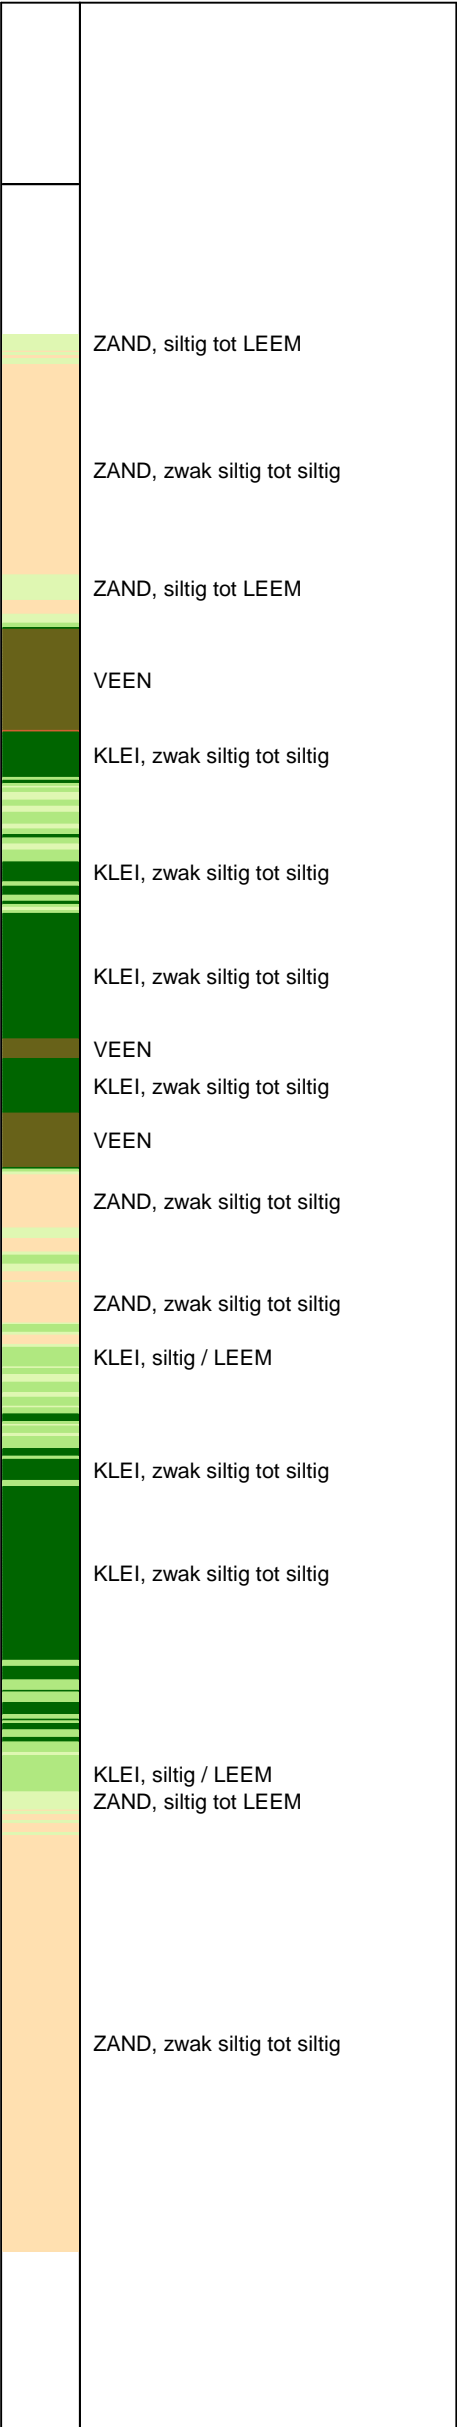 ZAND, siltig tot LEEM
ZAND, zwak siltig tot siltig
ZAND, siltig tot LEEM
VEEN
KLEI, zwak siltig tot siltig
KLEI, zwak siltig tot siltig
KLEI, zwak siltig tot siltig
VEEN
KLEI, zwak siltig tot siltig
VEEN
ZAND, zwak siltig tot siltig
ZAND, zwak siltig tot siltig
KLEI, siltig / LEEM
KLEI, zwak siltig tot siltig
KLEI, zwak siltig tot siltig
KLEI, siltig / LEEM
ZAND, siltig tot LEEM
ZAND, zwak siltig tot siltig